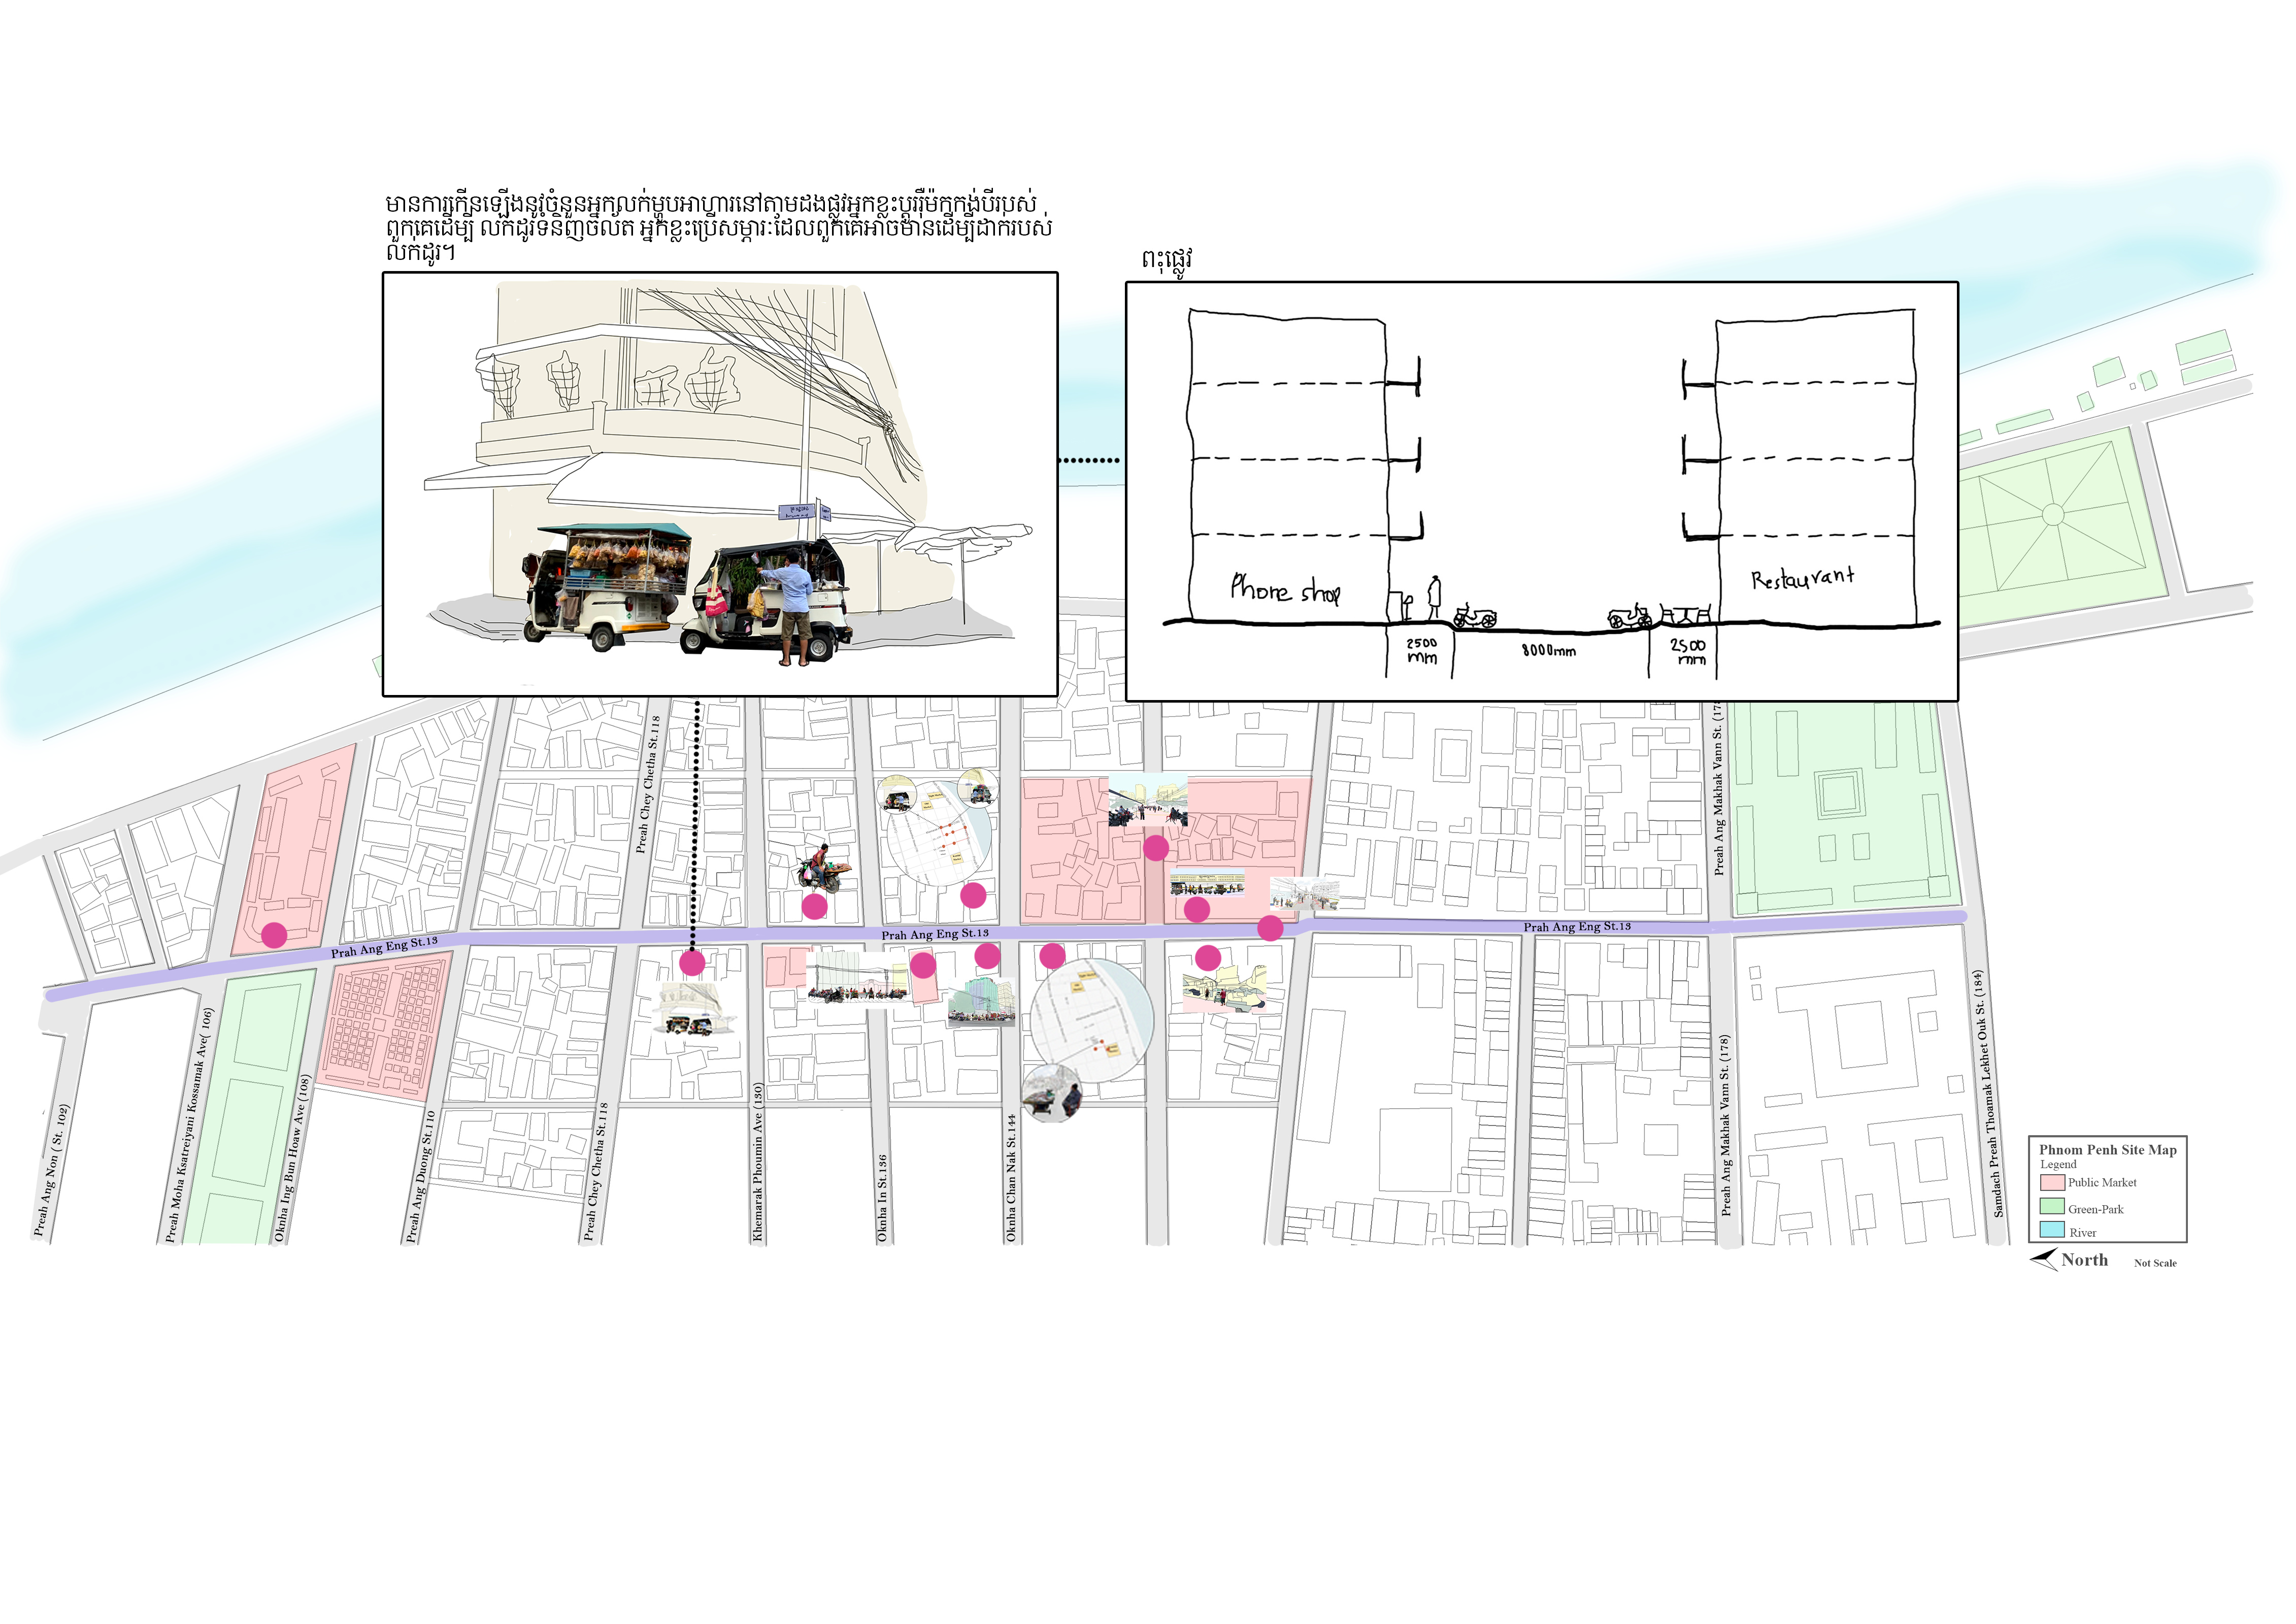 មានការកើនឡើងនូវចំនួនអ្នកលក់ម្ហូបអាហារនៅតាមដងផ្លូវអ្នកខ្លះប្តូររ៉ឺម៉កកង់បីរបស់
ពួកគេដើម្បី លក់ដូរទំនិញចល័ត អ្នកខ្លះប្រើសម្ភារៈដែលពួកគេអាចមានដើម្បីដាក់របស់
លក់ដូរ។
ពុះផ្លូវ
Phone shop
Restaurant
2500
mm
8000mm
2500
mm
Preah Chey Chetha St.118
Preah Ang Makhak Vann St.
Prah Ang Eng St.13
Prah Ang Eng St.13
Prah Ang Eng St.13
Preah Ang Non ( St. 102)
Preah Moha Ksatreiyani Kossamak Ave( 106)
Oknha Ing Bun Hoaw Ave (108)
Preah Ang Duong St.110
Preah Chey Chetha St.118
Khemarak Phoumin Ave (130)
Oknha In St.136
Oknha Chan Nak St.144
Preah Ang Makhak Vann St. (178)
Samdach Preah Thoamak Lekhet Ouk St. (184)
Phnom Penh Site Map
Legend
Public Market
Green-Park
River
North
Not Scale